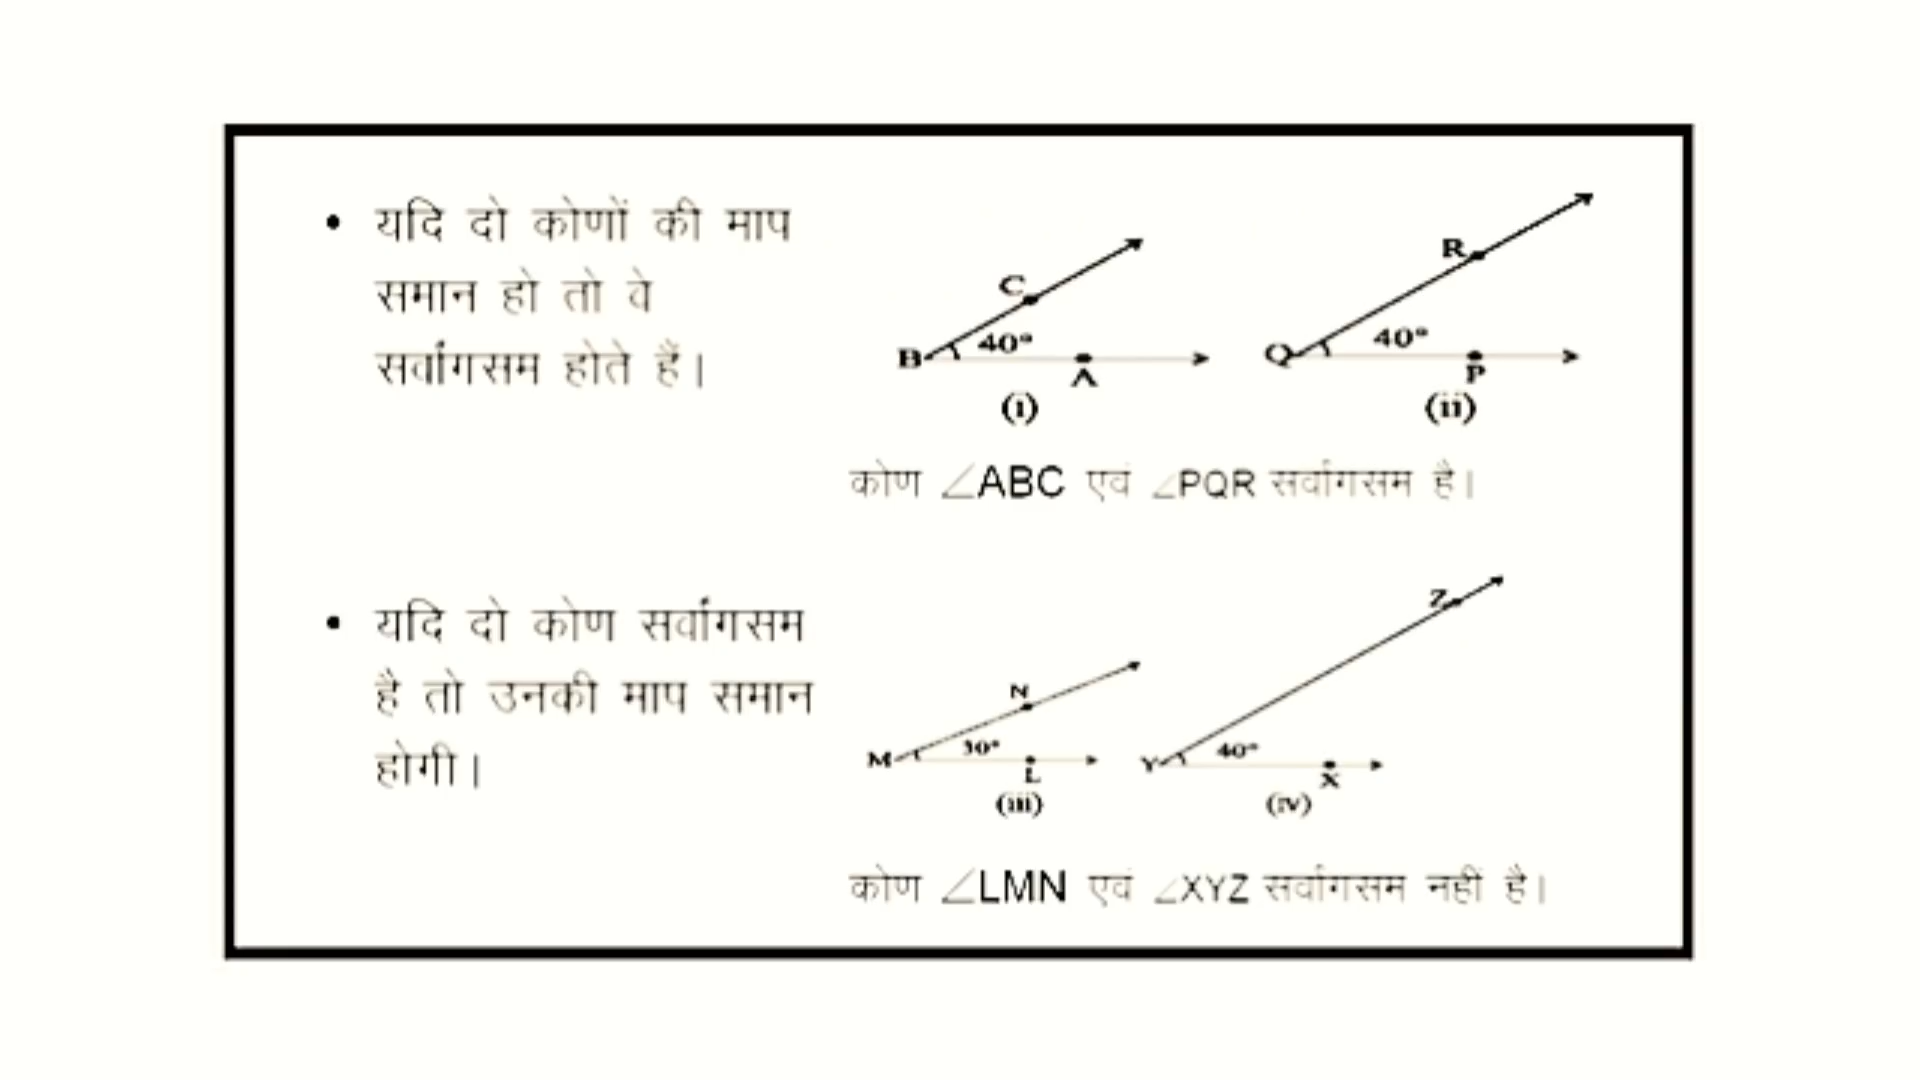 • यदि दो कोणों की माप
समान हो तो वे
सर्वांगसम होते हैं।
C
40°
B
A
(i)
R
40°
Q
P
(ii)
कोण ∠ABC एवं ∠PQR सर्वांगसम है।
• यदि दो कोण सर्वांगसम
है तो उनकी माप समान
होगी।
N
30°
M
L
(iii)
Z
40°
Y
X
(iv)
कोण ∠LMN एवं ∠XYZ सर्वांगसम नहीं है।